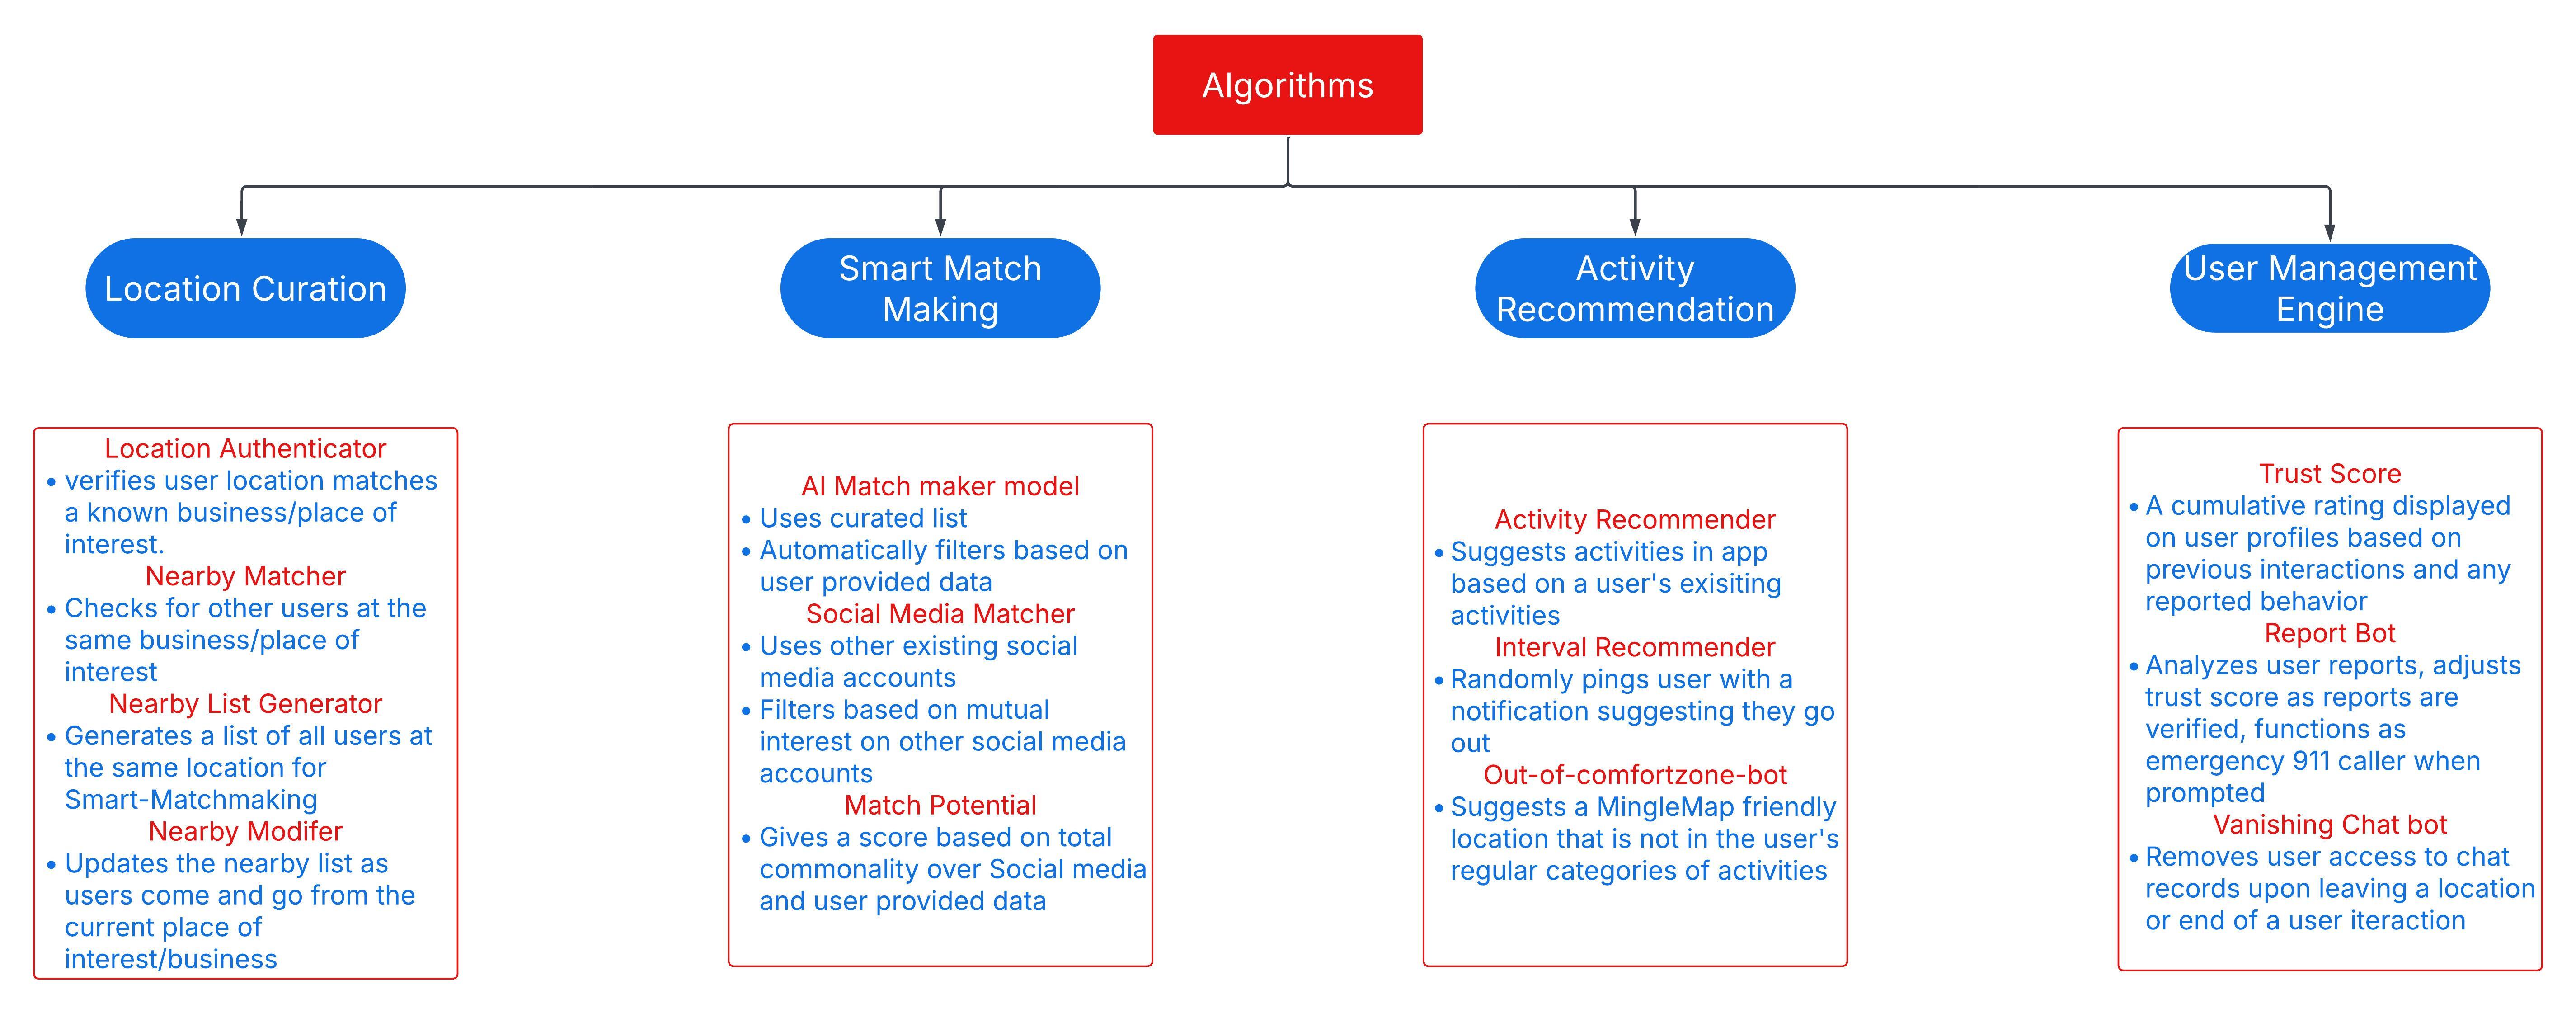 Algorithms
Location Curation
Smart Match
Making
Activity
Recommendation
User Management
Engine
Location Authenticator
• verifies user location matches
a known business/place of
interest.
Nearby Matcher
• Checks for other users at the
same business/place of
interest
Nearby List Generator
• Generates a list of all users at
the same location for
Smart-Matchmaking
Nearby Modifer
• Updates the nearby list as
users come and go from the
current place of
interest/business
AI Match maker model
• Uses curated list
• Automatically filters based on
user provided data
Social Media Matcher
• Uses other existing social
media accounts
• Filters based on mutual
interest on other social media
accounts
Match Potential
• Gives a score based on total
commonality over Social media
and user provided data
Activity Recommender
• Suggests activities in app
based on a user's exisiting
activities
Interval Recommender
• Randomly pings user with a
notification suggesting they go
out
Out-of-comfortzone-bot
• Suggests a MingleMap friendly
location that is not in the user's
regular categories of activities
Trust Score
• A cumulative rating displayed
on user profiles based on
previous interactions and any
reported behavior
Report Bot
• Analyzes user reports, adjusts
trust score as reports are
verified, functions as
emergency 911 caller when
prompted
Vanishing Chat bot
• Removes user access to chat
records upon leaving a location
or end of a user iteraction